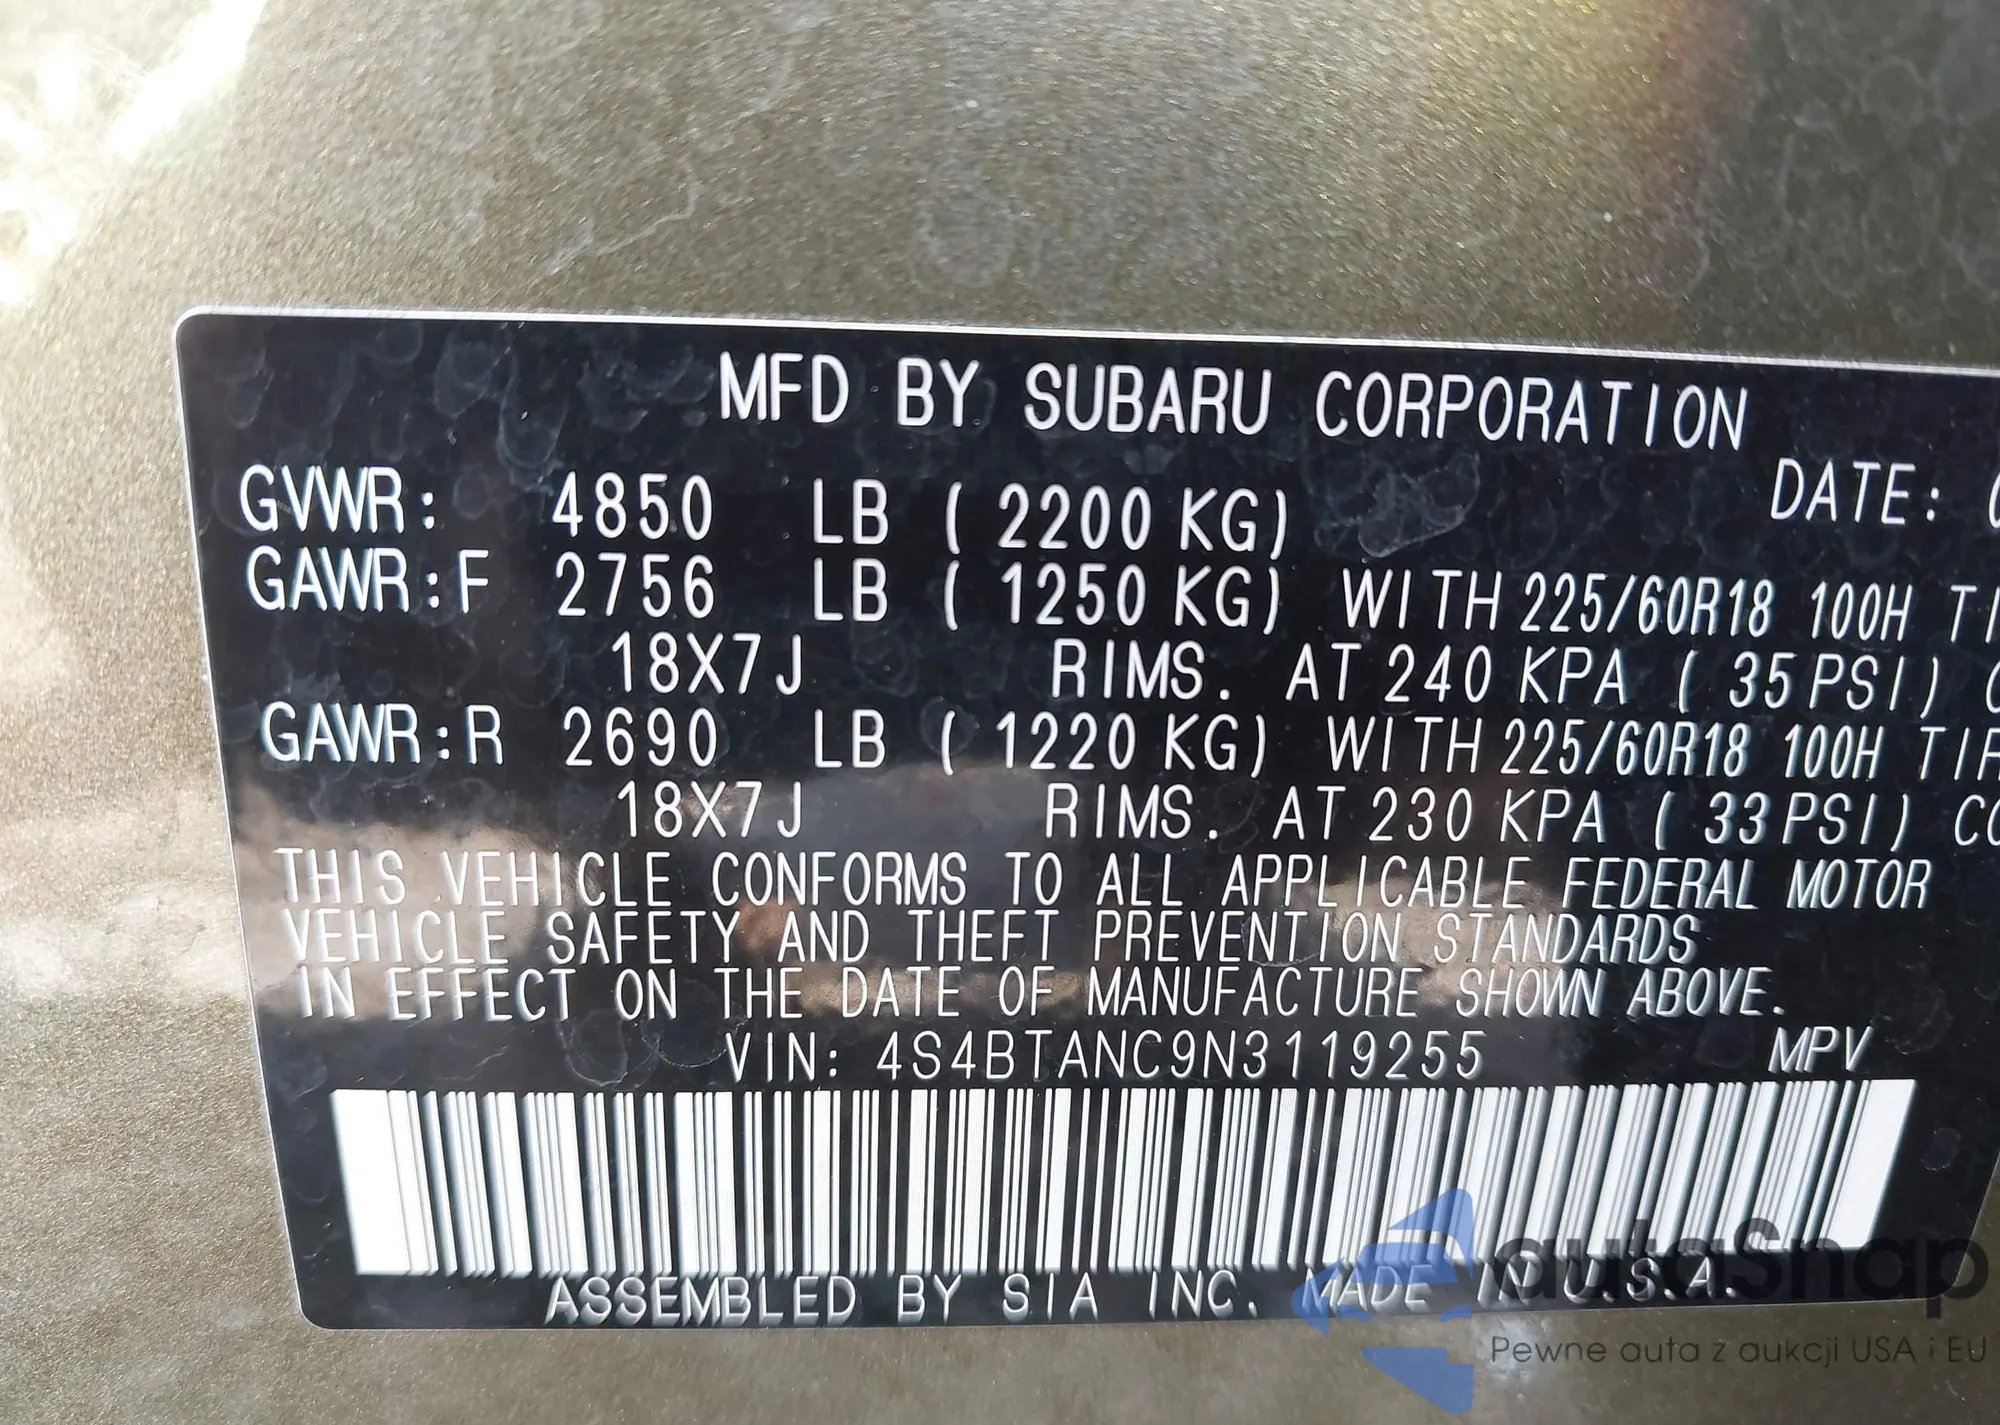 MFD BY SUBARU CORPORATION
DATE:
GVWR: 4850 LB ( 2200 KG)
GAWR:F 2756 LB ( 1250 KG) WITH 225/60R18 100H
18X7J RIMS. AT 240 KPA ( 35 PSI)
GAWR:R 2690 LB ( 1220 KG) WITH 225/60R18 100H
18X7J RIMS. AT 230 KPA ( 33 PSI)
THIS VEHICLE CONFORMS TO ALL APPLICABLE FEDERAL MOTOR
VEHICLE SAFETY AND THEFT PREVENTION STANDARDS
IN EFFECT ON THE DATE OF MANUFACTURE SHOWN ABOVE.
VIN: 4S4BTANC9N3119255 MPV
ASSEMBLED BY SIA INC. MADE IN U.S.A.
autaSnap
Pewne auta z aukcji USA i EU